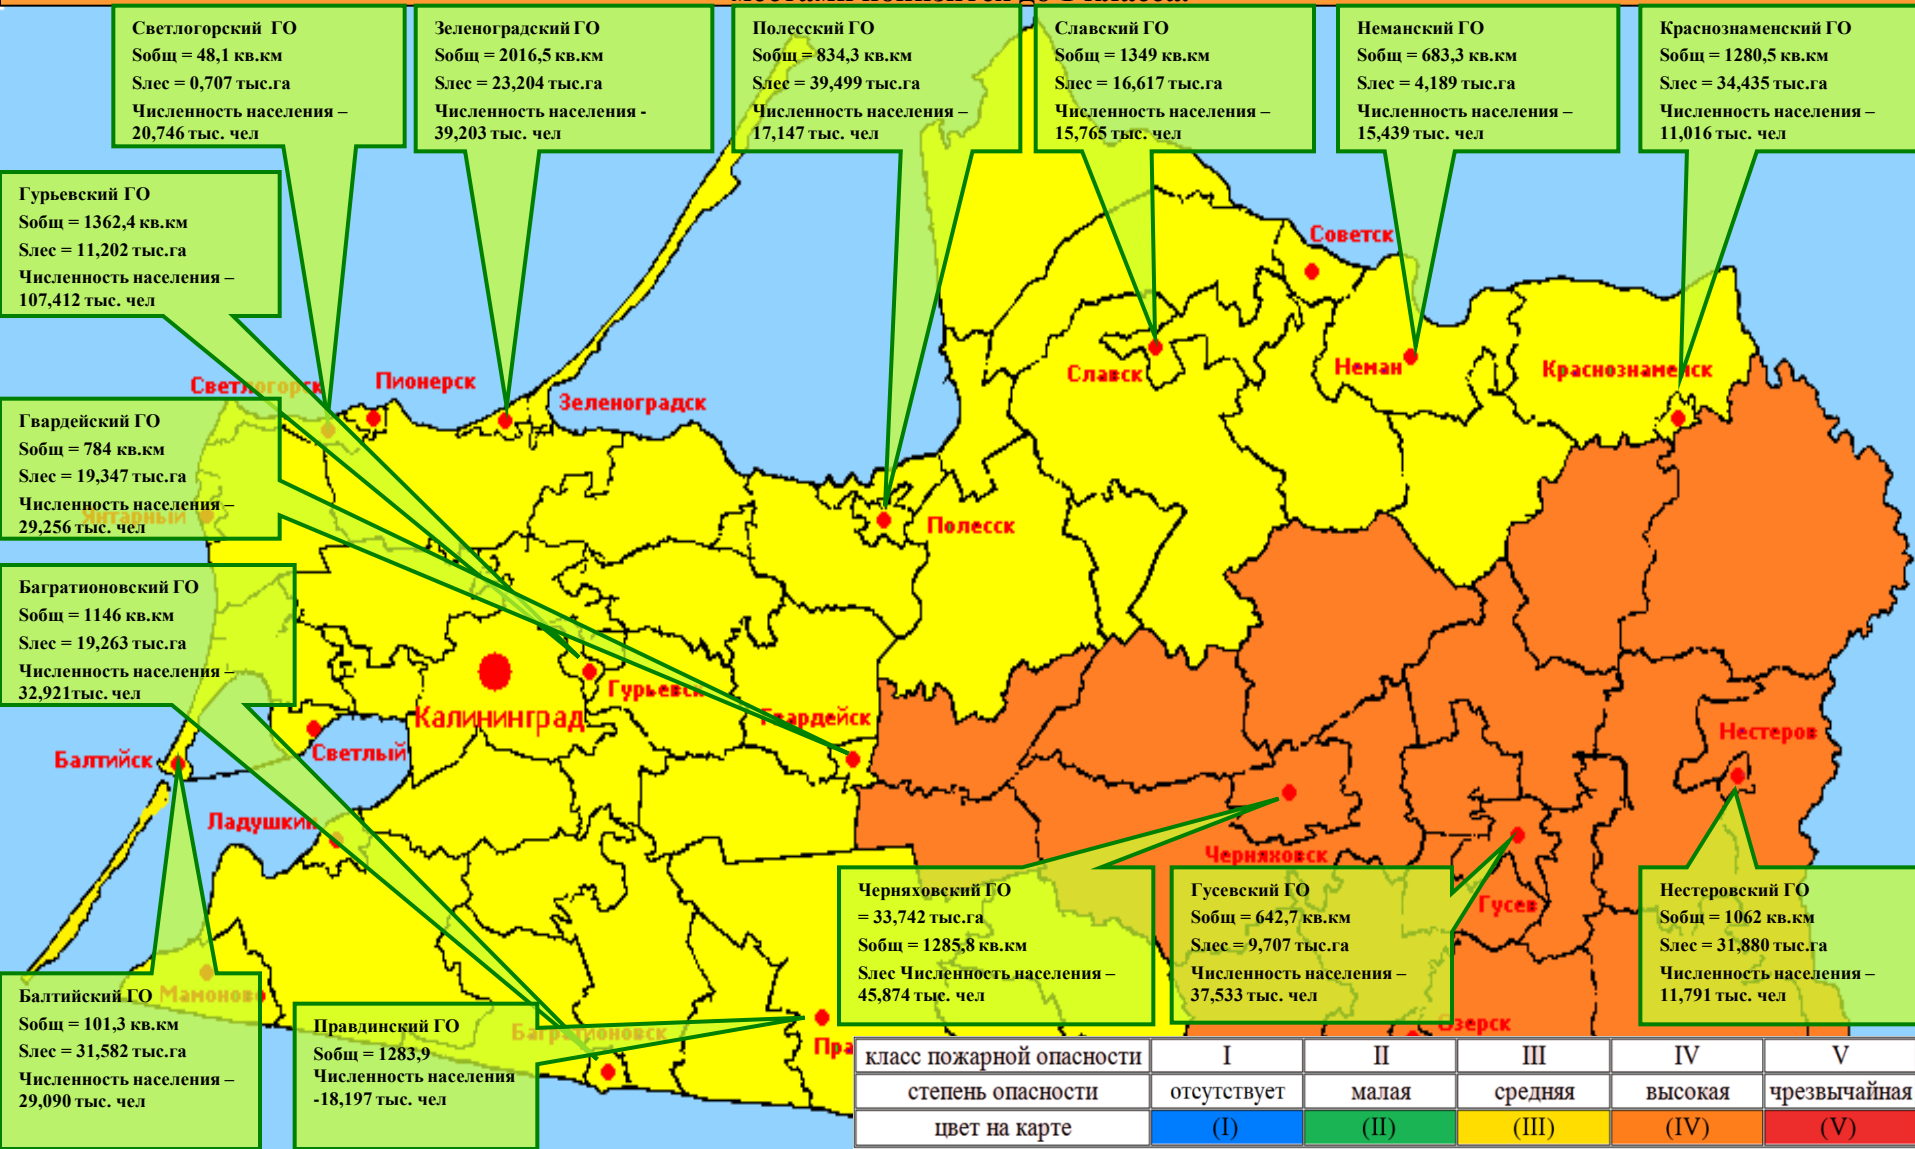 Светлогорский ГО
Sобщ = 48,1 кв.км
Sлес = 0,707 тыс.га
Численность населения –
20,746 тыс. чел
Зеленоградский ГО
Sобщ = 2016,5 кв.км
Sлес = 23,204 тыс.га
Численность населения -
39,203 тыс. чел
Полесский ГО
Sобщ = 834,3 кв.км
Sлес = 39,499 тыс.га
Численность населения –
17,147 тыс. чел
Славский ГО
Sобщ = 1349 кв.км
Sлес = 16,617 тыс.га
Численность населения –
15,765 тыс. чел
Неманский ГО
Sобщ = 683,3 кв.км
Sлес = 4,189 тыс.га
Численность населения –
15,439 тыс. чел
Краснознаменский ГО
Sобщ = 1280,5 кв.км
Sлес = 34,435 тыс.га
Численность населения –
11,016 тыс. чел
Гурьевский ГО
Sобщ = 1362,4 кв.км
Sлес = 11,202 тыс.га
Численность населения –
107,412 тыс. чел
Советск
Светлогорск
Пионерск
Зеленоградск
Славск
Неман
Краснознаменск
Гвардейский ГО
Sобщ = 784 кв.км
Sлес = 19,347 тыс.га
Численность населения –
29,256 тыс. чел
Янтарный
Полесск
Багратионовский ГО
Sобщ = 1146 кв.км
Sлес = 19,263 тыс.га
Численность населения –
32,921тыс. чел
Гурьевск
Калининград
Гвардейск
Нестеров
Балтийск
Светлый
Ладушкин
Черняховск
Гусев
Черняховский ГО
= 33,742 тыс.га
Sобщ = 1285,8 кв.км
Sлес Численность населения –
45,874 тыс. чел
Гусевский ГО
Sобщ = 642,7 кв.км
Sлес = 9,707 тыс.га
Численность населения –
37,533 тыс. чел
Нестеровский ГО
Sобщ = 1062 кв.км
Sлес = 31,880 тыс.га
Численность населения –
11,791 тыс. чел
Балтийский ГО
Sобщ = 101,3 кв.км
Sлес = 31,582 тыс.га
Численность населения –
29,090 тыс. чел
Мамоново
Правдинский ГО
Sобщ = 1283,9
Численность населения
-18,197 тыс. чел
Багратионовск
Пра
Озерск
класс пожарной опасности I II III IV V
степень опасности отсутствует малая средняя высокая чрезвычайная
цвет на карте (I) (II) (III) (IV) (V)